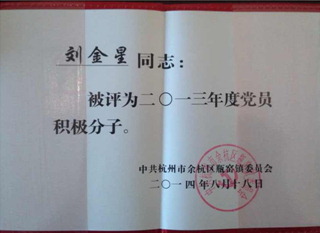 刘金星同志：
被评为二〇一三年度党员
积极分子。
中共杭州市余杭区瓶窑镇委员会
二〇一四年八月十八日